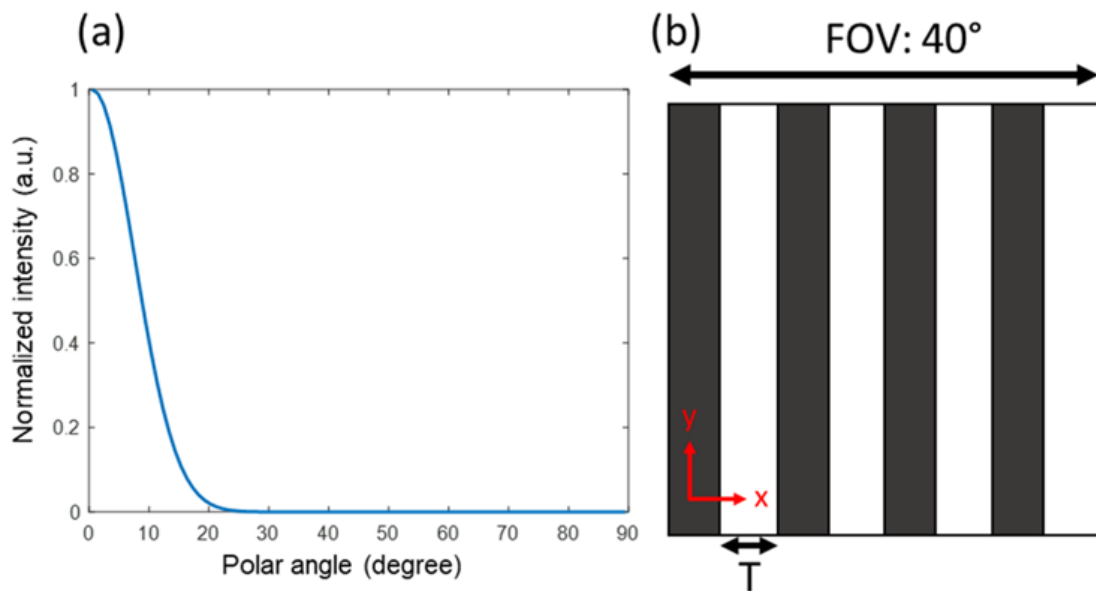 (a)
Normalized intensity (a.u.)
1
0.8
0.6
0.4
0.2
0
0 10 20 30 40 50 60 70 80 90
Polar angle (degree)
(b)
FOV: 40°
y
x
T